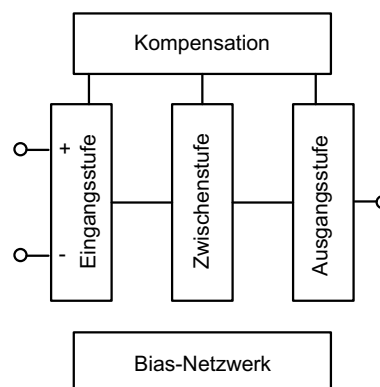 Kompensation
+
-
Eingangsstufe
Zwischenstufe
Ausgangsstufe
Bias-Netzwerk